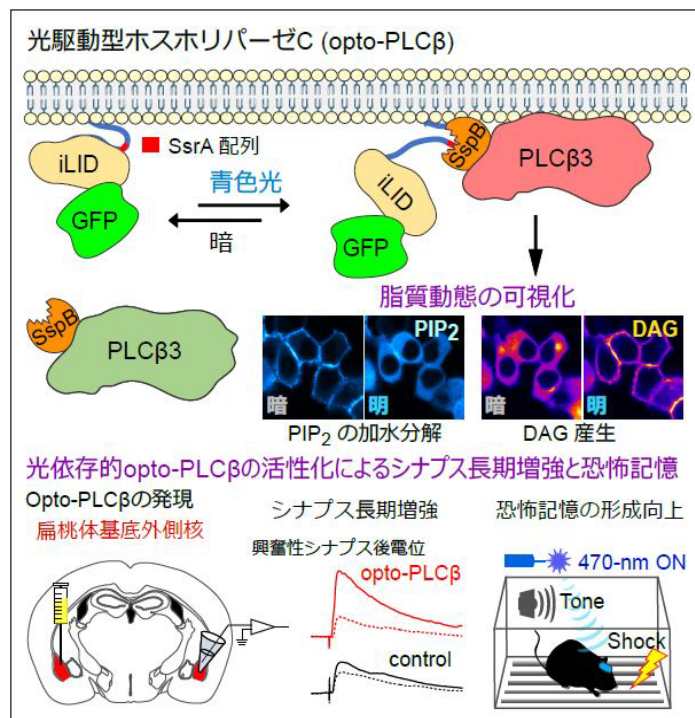 光駆動型ホスホリパーゼC (opto-PLCβ)
SsrA 配列
iLID
GFP
青色光
暗
SspB
PLCβ3
iLID
GFP
SspB
PLCβ3
脂質動態の可視化
PIP2
暗
明
DAG
暗
明
PIP2 の加水分解
DAG 産生
光依存的opto-PLCβの活性化によるシナプス長期増強と恐怖記憶
Opto-PLCβの発現
扁桃体基底外側核
シナプス長期増強
興奮性シナプス後電位
opto-PLCβ
control
恐怖記憶の形成向上
470-nm ON
Tone
Shock